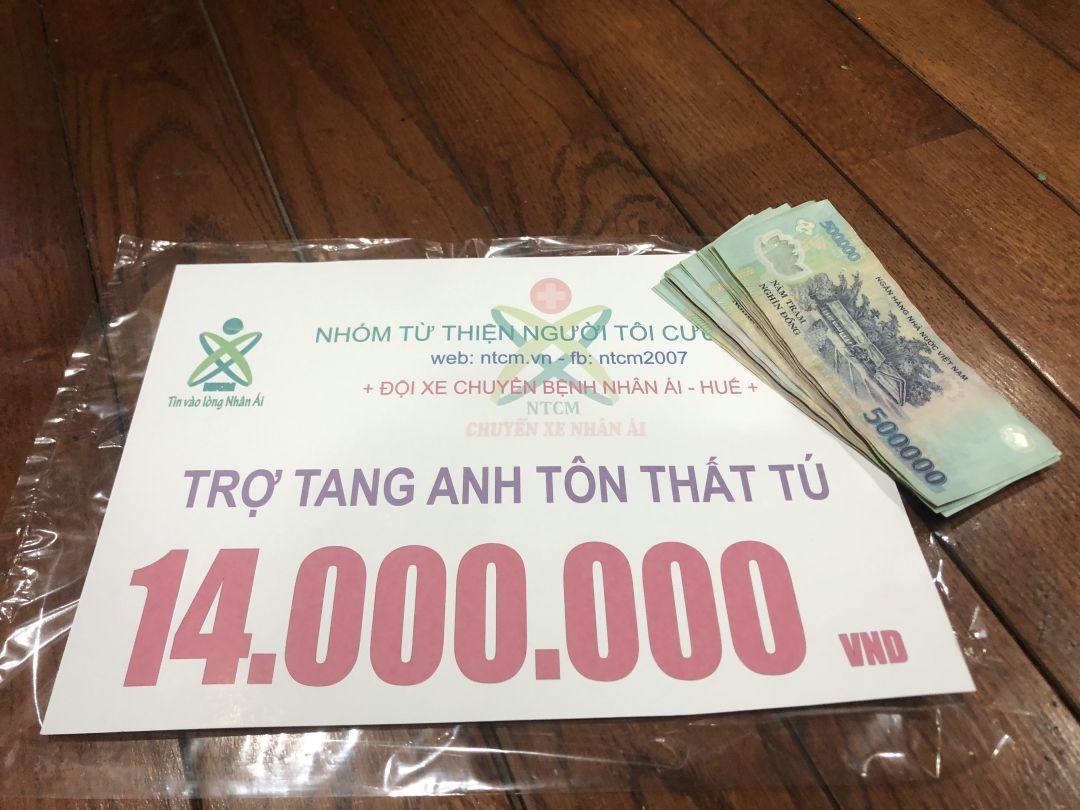 NHÓM TỪ THIỆN NGƯỜI TÔI CƯU
web: ntcm.vn - fb: ntcm2007
+ ĐỘI XE CHUYỂN BỆNH NHÂN ÁI - HUẾ +
NTCM
CHUYẾN XE NHÂN ÁI
Tin vào lòng Nhân Ái
TRỢ TANG ANH TÔN THẤT TÚ
14.000.000 VND
500000
NGÂN HÀNG NHÀ NƯỚC VIỆT NAM
NĂM TRĂM
NGHÌN ĐỒNG
500000